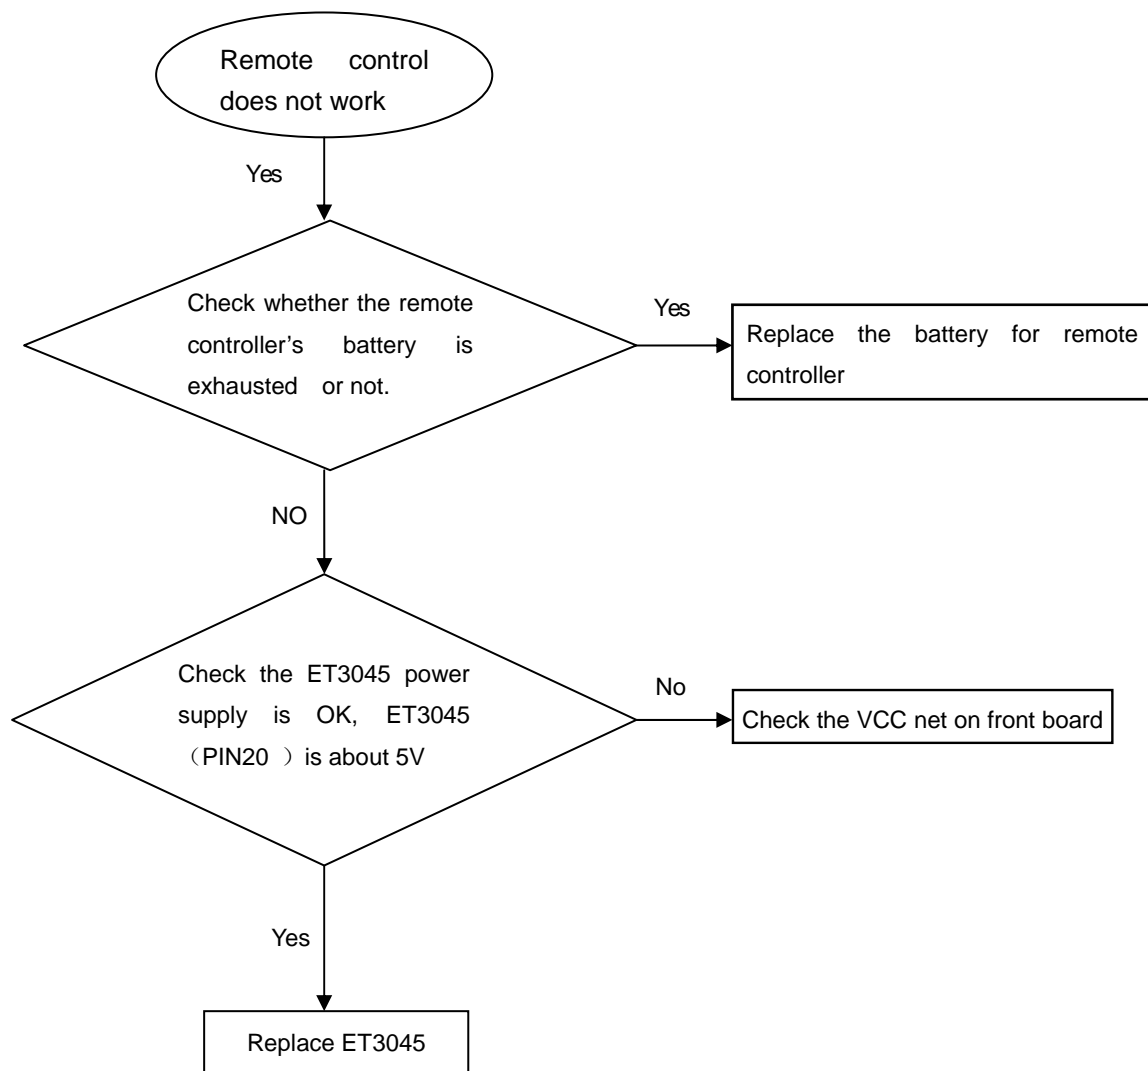 Remote control
does not work
Yes
Check whether the remote
controller’s battery is
exhausted or not.
Yes
Replace the battery for remote
controller
NO
Check the ET3045 power
supply is OK, ET3045
（PIN20 ）is about 5V
No
Check the VCC net on front board
Yes
Replace ET3045